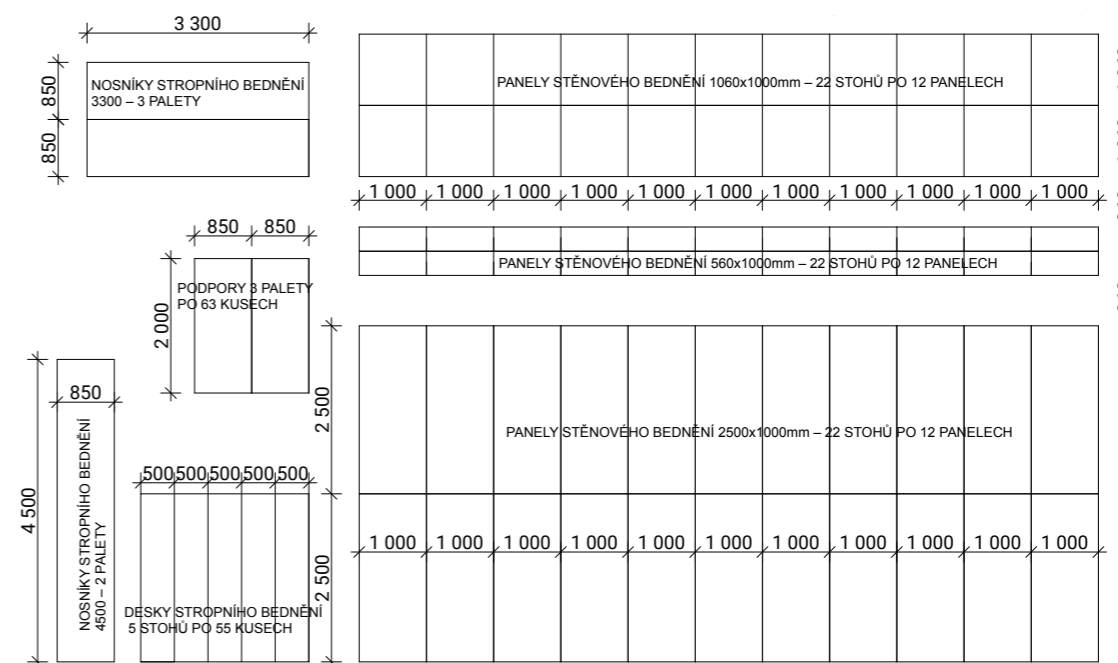 3 300
850
850
NOSNÍKY STROPNÍHO BEDNĚNÍ
3300 – 3 PALETY
PANELY STĚNOVÉHO BEDNĚNÍ 1060x1000mm – 22 STOHŮ PO 12 PANELECH
1 000 1 000 1 000 1 000 1 000 1 000 1 000 1 000 1 000 1 000 1 000
PANELY STĚNOVÉHO BEDNĚNÍ 560x1000mm – 22 STOHŮ PO 12 PANELECH
850 850
2 000
PODPORY 3 PALETY
PO 63 KUSECH
4 500
850
NOSNÍKY STROPNÍHO BEDNĚNÍ
4500 – 2 PALETY
500 500 500 500 500
DESKY STROPNÍHO BEDNĚNÍ
5 STOHŮ PO 55 KUSECH
2 500
2 500
PANELY STĚNOVÉHO BEDNĚNÍ 2500x1000mm – 22 STOHŮ PO 12 PANELECH
1 000 1 000 1 000 1 000 1 000 1 000 1 000 1 000 1 000 1 000 1 000